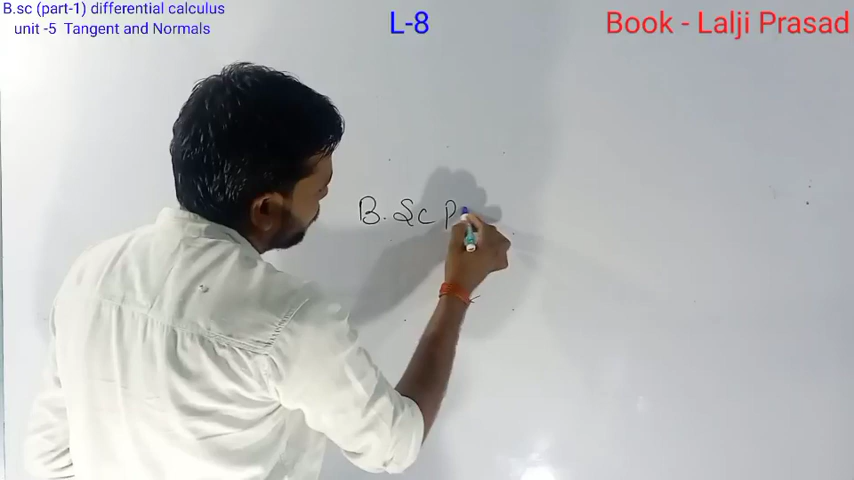 B.sc (part-1) differential calculus
unit -5 Tangent and Normals
L-8
Book - Lalji Prasad
B.Sc P